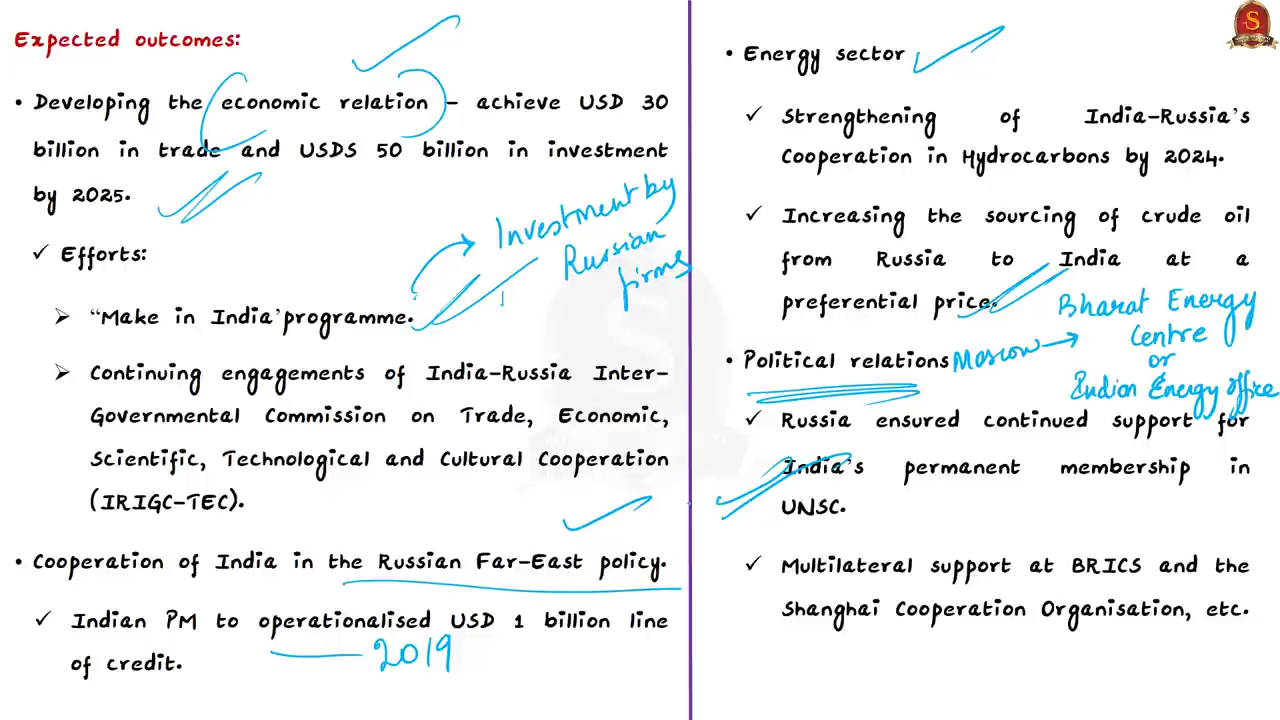 Expected outcomes:
• Developing the economic relation – achieve USD 30
billion in trade and USDS 50 billion in investment
by 2025.
✓ Efforts:
Investment by
Russian
firms
➢ “Make in India’ programme.
➢ Continuing engagements of India-Russia Inter-
Governmental Commission on Trade, Economic,
Scientific, Technological and Cultural Cooperation
(IRIGC-TEC).
• Cooperation of India in the Russian Far-East policy.
✓ Indian PM to operationalised USD 1 billion line
of credit.
2019
S
• Energy sector
✓ Strengthening of India-Russia’s
Cooperation in Hydrocarbons by 2024.
✓ Increasing the sourcing of crude oil
from Russia to India at a
preferential price.
Bharat Energy
Centre
or
Indian Energy office
• Political relations
Moscow
✓ Russia ensured continued support for
India’s permanent membership in
UNSC.
✓ Multilateral support at BRICS and the
Shanghai Cooperation Organisation, etc.